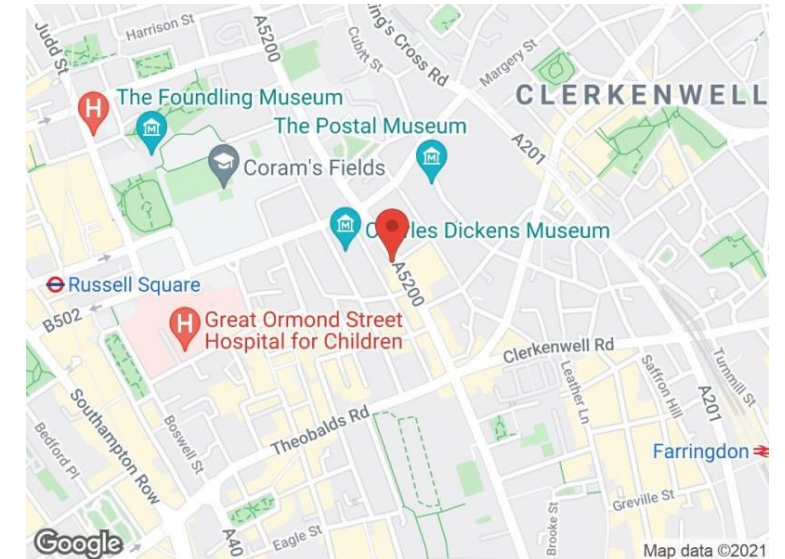 Judd St
Harrison St
A5200
Cubitt St
King's Cross Rd
Margery St
CLERKENWELL
H
The Foundling Museum
M
The Postal Museum
M
A201
Coram's Fields
M
Charles Dickens Museum
A5200
Russell Square
B502
H
Great Ormond Street
Hospital for Children
Clerkenwell Rd
Leather Ln
Saffron Hill
A201
Turnmill St
Southampton Row
Bedford Pl
Boswell St
Theobalds Rd
Farringdon
Greville St
Brooke St
A40
Eagle St
Google
Map data ©2021